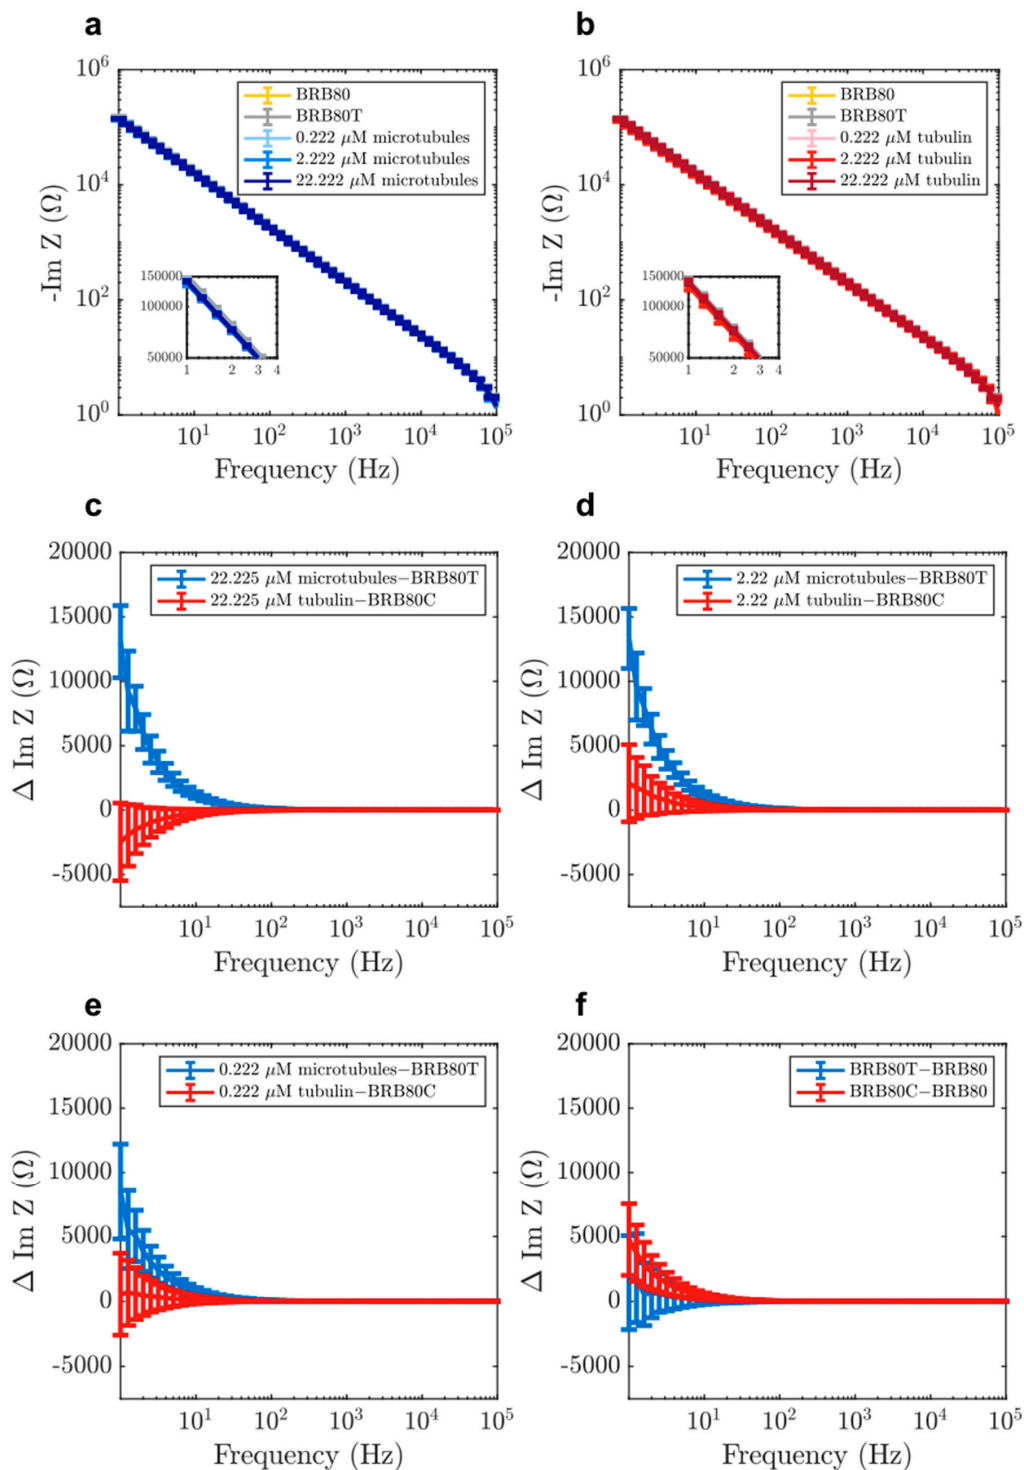 a
10^6
10^4
10^2
10^0
-Im Z (Ω)
BRB80
BRB80T
0.222 μM microtubules
2.222 μM microtubules
22.222 μM microtubules
150000
100000
50000
1 2 3 4
10^1 10^2 10^3 10^4 10^5
Frequency (Hz)
b
10^6
10^4
10^2
10^0
-Im Z (Ω)
BRB80
BRB80T
0.222 μM tubulin
2.222 μM tubulin
22.222 μM tubulin
150000
100000
50000
1 2 3 4
10^1 10^2 10^3 10^4 10^5
Frequency (Hz)
c
20000
15000
10000
5000
0
-5000
Δ Im Z (Ω)
22.225 μM microtubules−BRB80T
22.225 μM tubulin−BRB80C
10^1 10^2 10^3 10^4 10^5
Frequency (Hz)
d
20000
15000
10000
5000
0
-5000
Δ Im Z (Ω)
2.22 μM microtubules−BRB80T
2.22 μM tubulin−BRB80C
10^1 10^2 10^3 10^4 10^5
Frequency (Hz)
e
20000
15000
10000
5000
0
-5000
Δ Im Z (Ω)
0.222 μM microtubules−BRB80T
0.222 μM tubulin−BRB80C
10^1 10^2 10^3 10^4 10^5
Frequency (Hz)
f
20000
15000
10000
5000
0
-5000
Δ Im Z (Ω)
BRB80T−BRB80
BRB80C−BRB80
10^1 10^2 10^3 10^4 10^5
Frequency (Hz)